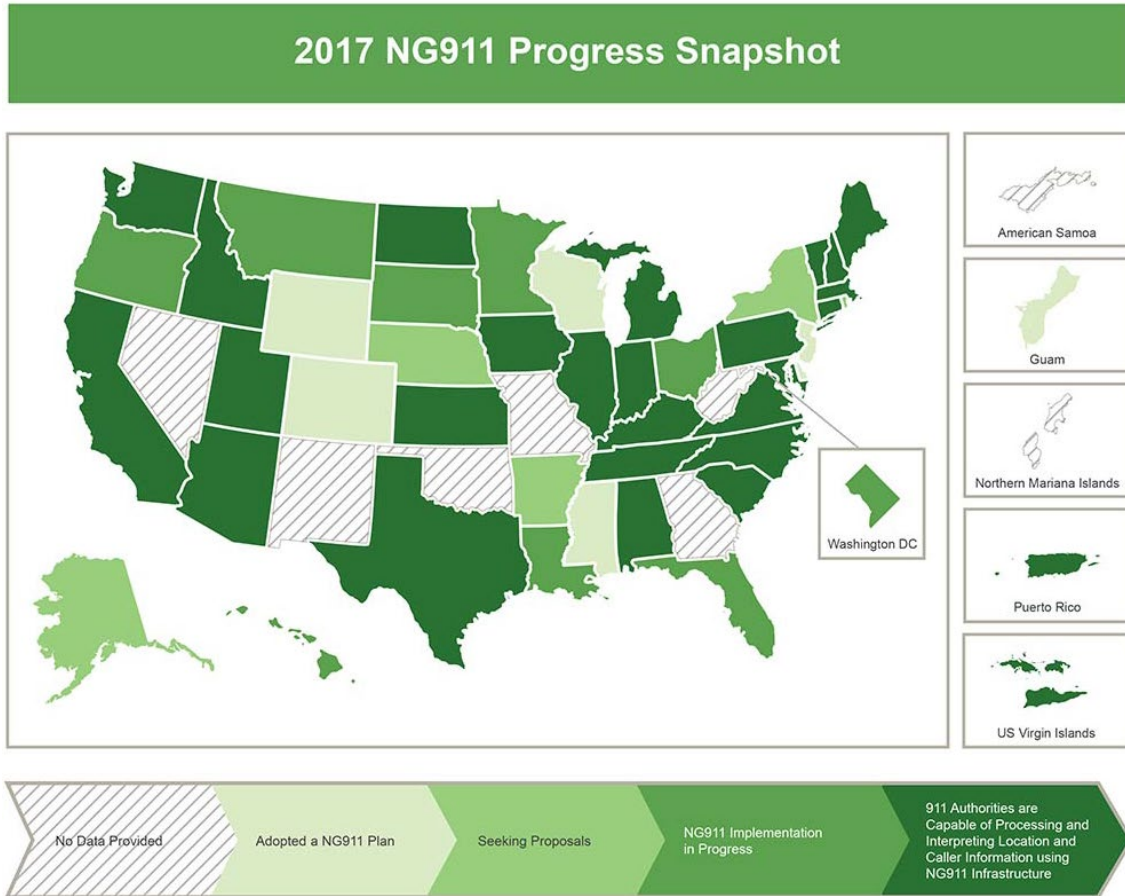 2017 NG911 Progress Snapshot
American Samoa
Guam
Northern Mariana Islands
Washington DC
Puerto Rico
US Virgin Islands
No Data Provided
Adopted a NG911 Plan
Seeking Proposals
NG911 Implementation
in Progress
911 Authorities are
Capable of Processing and
Interpreting Location and
Caller Information using
NG911 Infrastructure